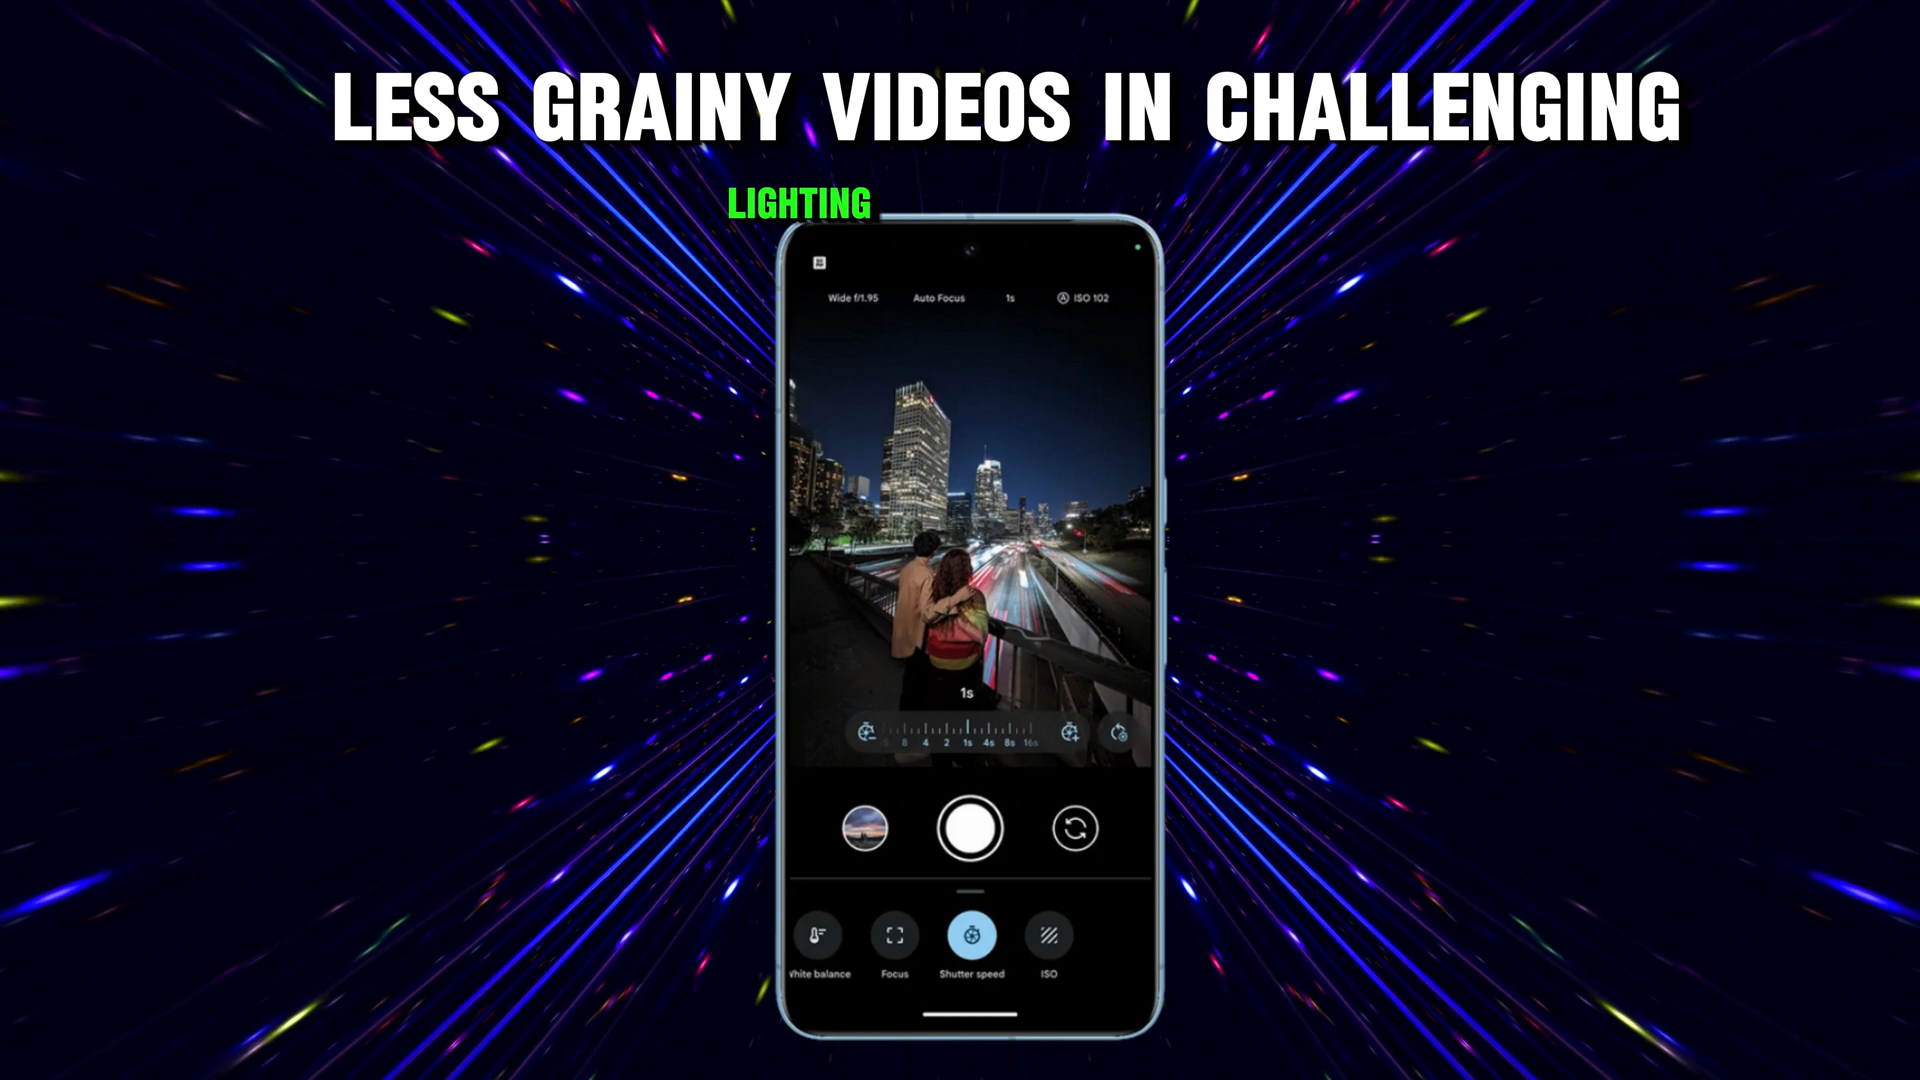 LESS GRAINY VIDEOS IN CHALLENGING
LIGHTING
Wide f/1.95 Auto Focus 1s ISO 102
1s
8 4 2 1s 4s 8s 16s
White balance Focus Shutter speed ISO